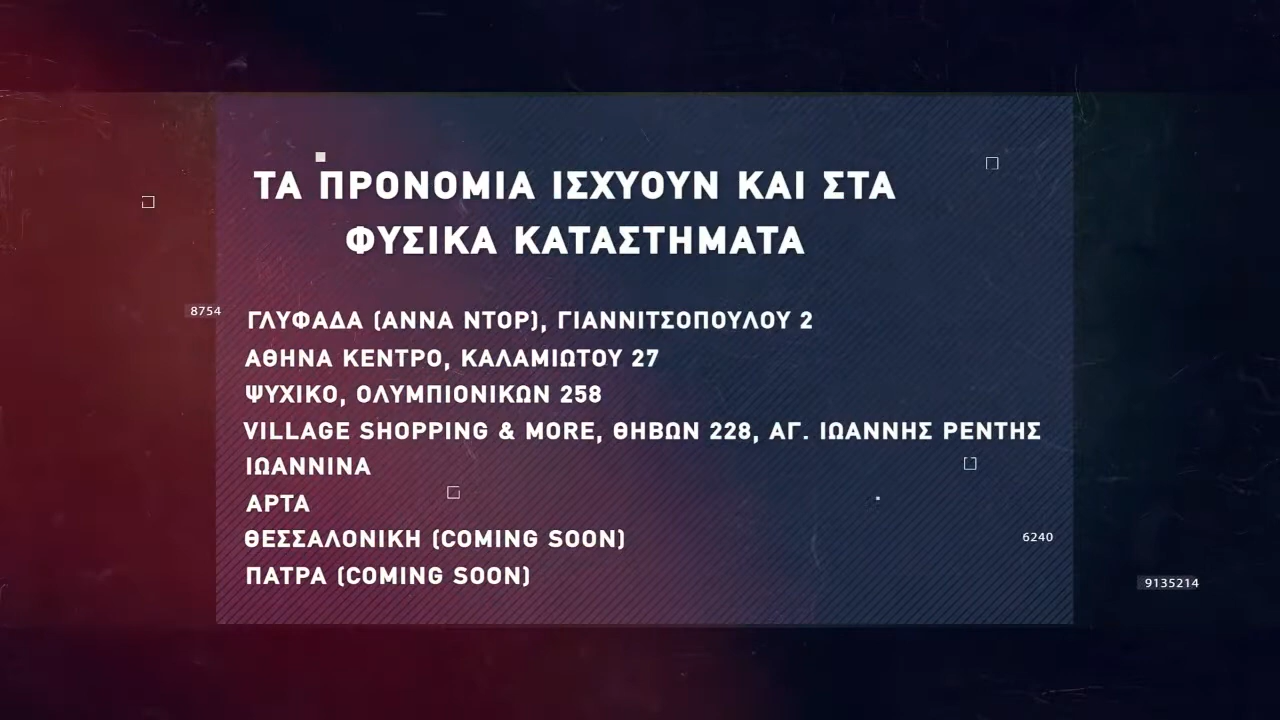 ΤΑ ΠΡΟΝΟΜΙΑ ΙΣΧΥΟΥΝ ΚΑΙ ΣΤΑ
ΦΥΣΙΚΑ ΚΑΤΑΣΤΗΜΑΤΑ
8754
ΓΛΥΦΑΔΑ (ΑΝΝΑ ΝΤΟΡ), ΓΙΑΝΝΙΤΣΟΠΟΥΛΟΥ 2
ΑΘΗΝΑ ΚΕΝΤΡΟ, ΚΑΛΑΜΙΩΤΟΥ 27
ΨΥΧΙΚΟ, ΟΛΥΜΠΙΟΝΙΚΩΝ 258
VILLAGE SHOPPING & MORE, ΘΗΒΩΝ 228, ΑΓ. ΙΩΑΝΝΗΣ ΡΕΝΤΗΣ
ΙΩΑΝΝΙΝΑ
ΑΡΤΑ
ΘΕΣΣΑΛΟΝΙΚΗ (COMING SOON)
6240
ΠΑΤΡΑ (COMING SOON)
9135214